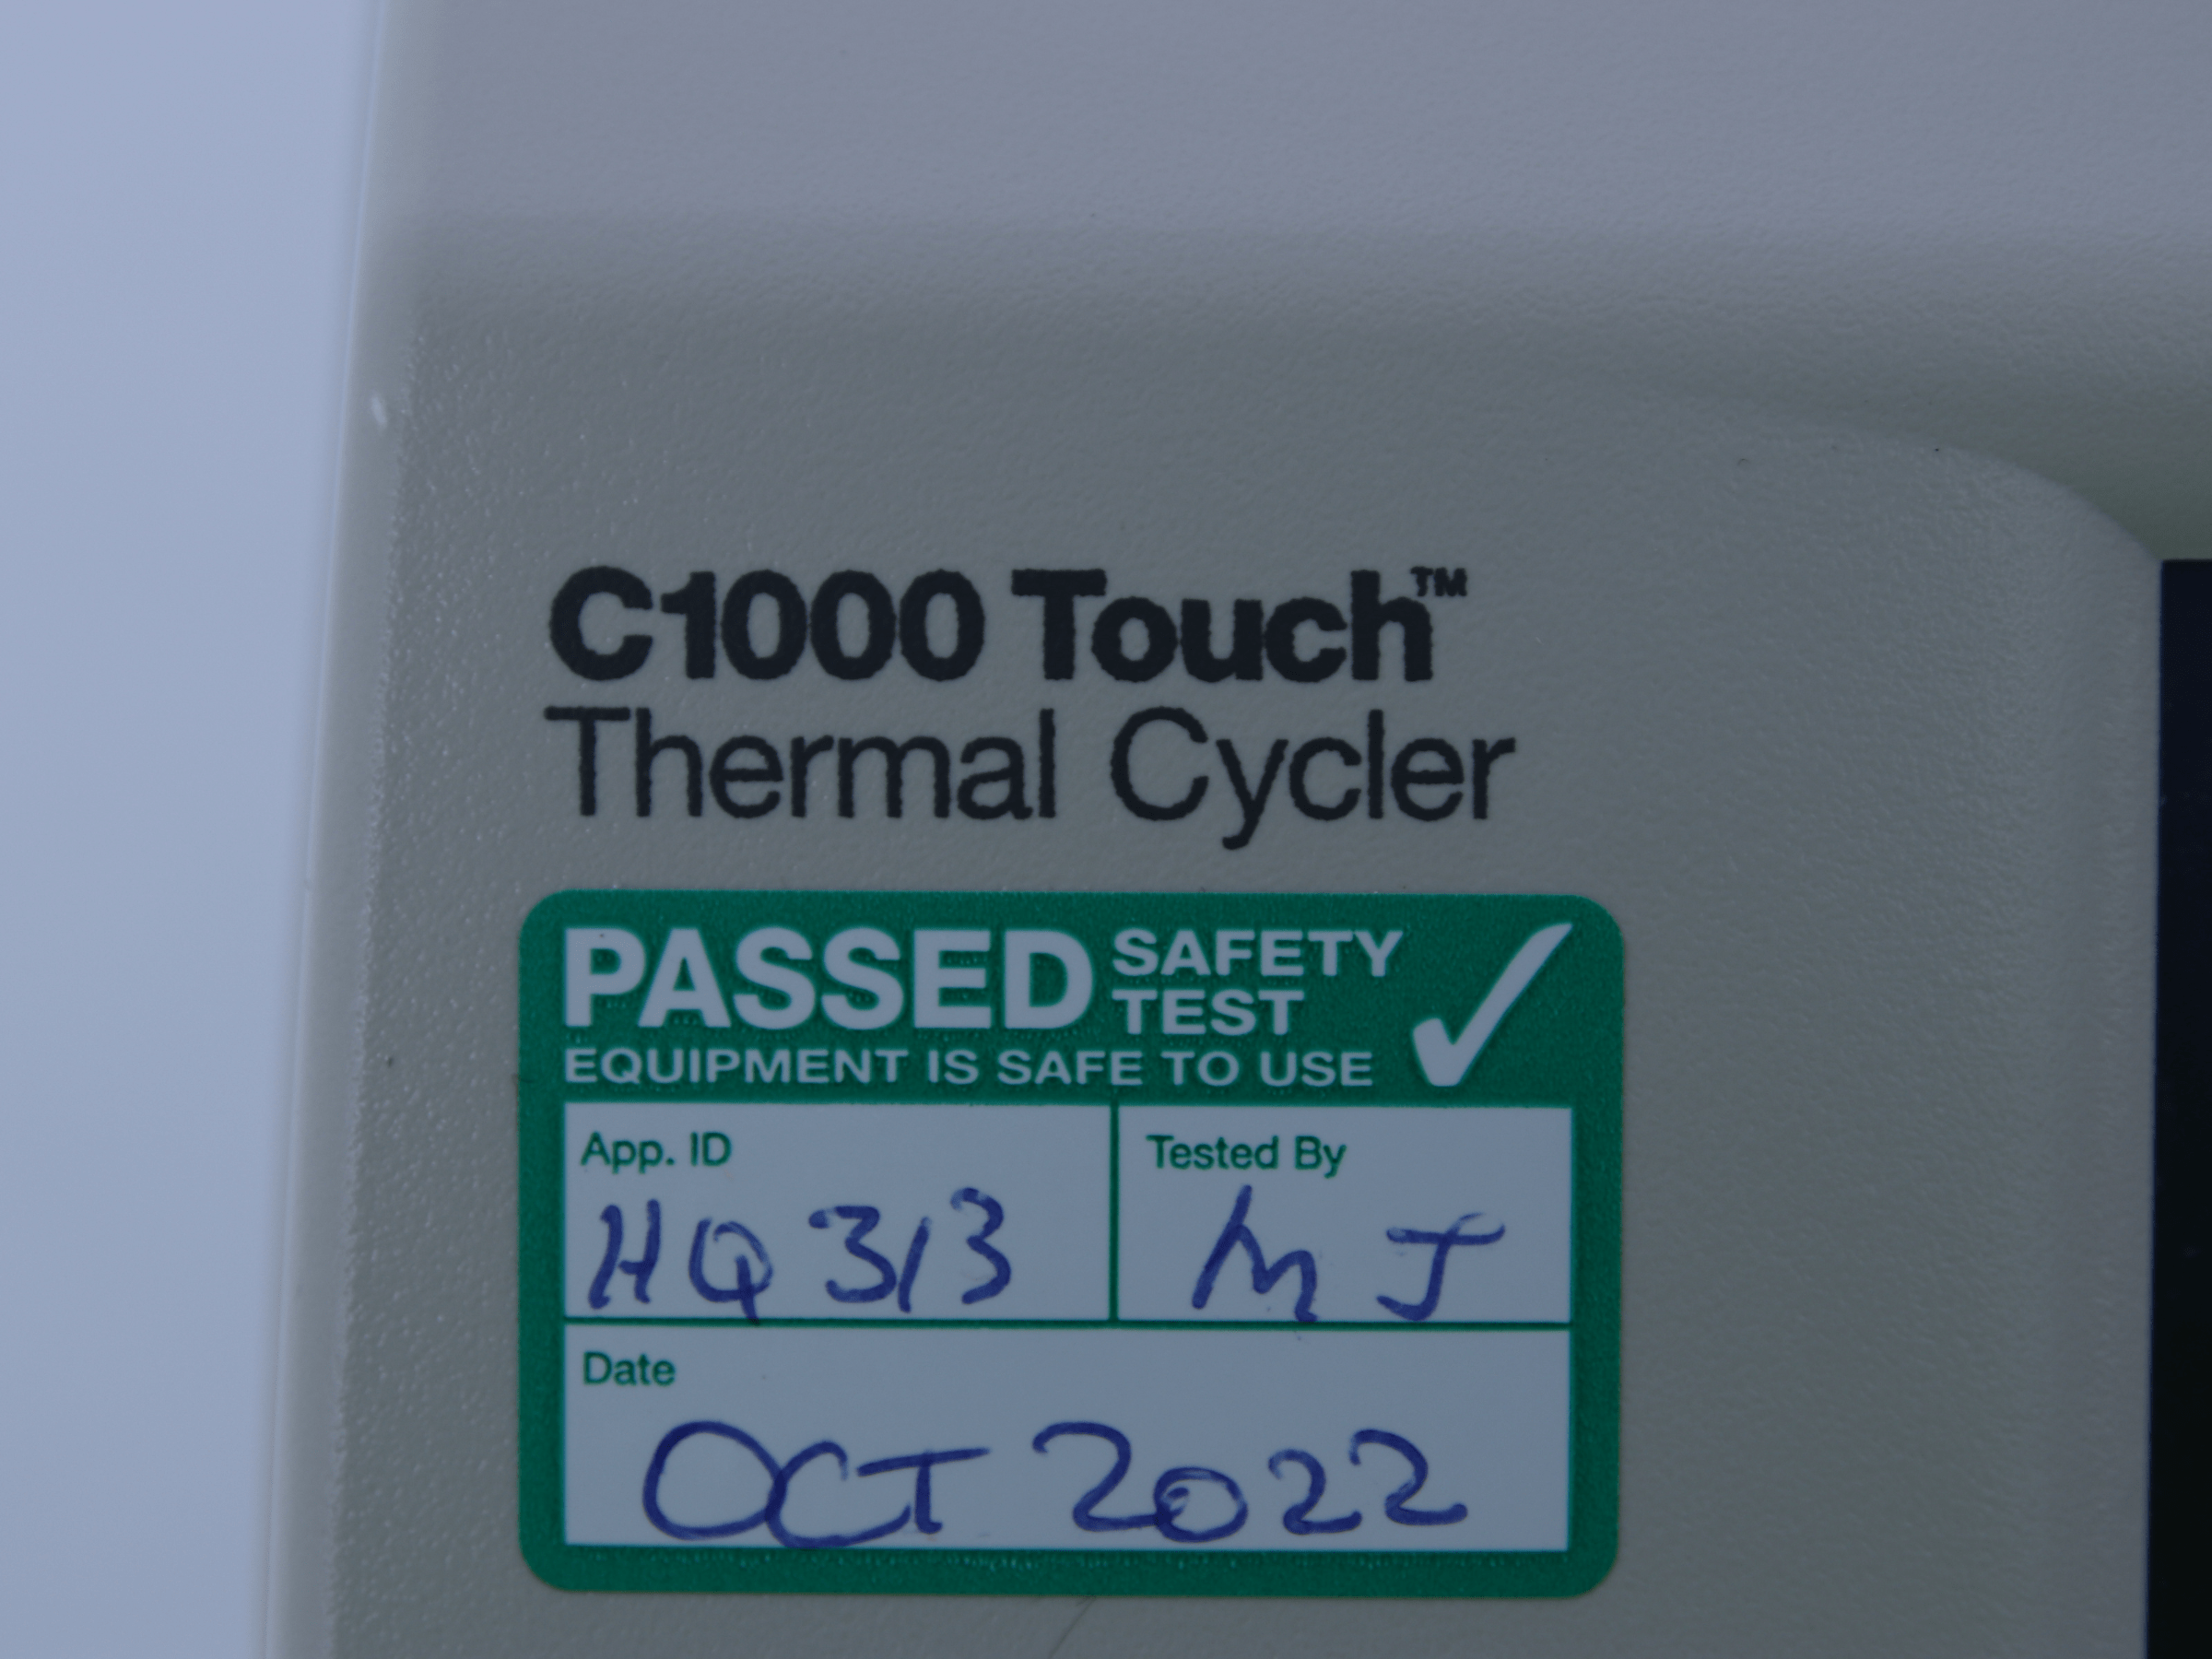 C1000 Touch™
Thermal Cycler
PASSED SAFETY TEST
EQUIPMENT IS SAFE TO USE
App. ID
HQ 313
Tested By
MJ
Date
OCT 2022